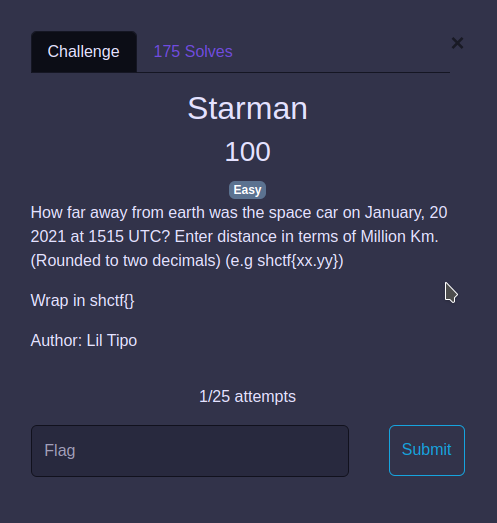 Challenge
175 Solves
×
Starman
100
Easy
How far away from earth was the space car on January, 20
2021 at 1515 UTC? Enter distance in terms of Million Km.
(Rounded to two decimals) (e.g shctf{xx.yy})
Wrap in shctf{}
Author: Lil Tipo
1/25 attempts
Flag
Submit